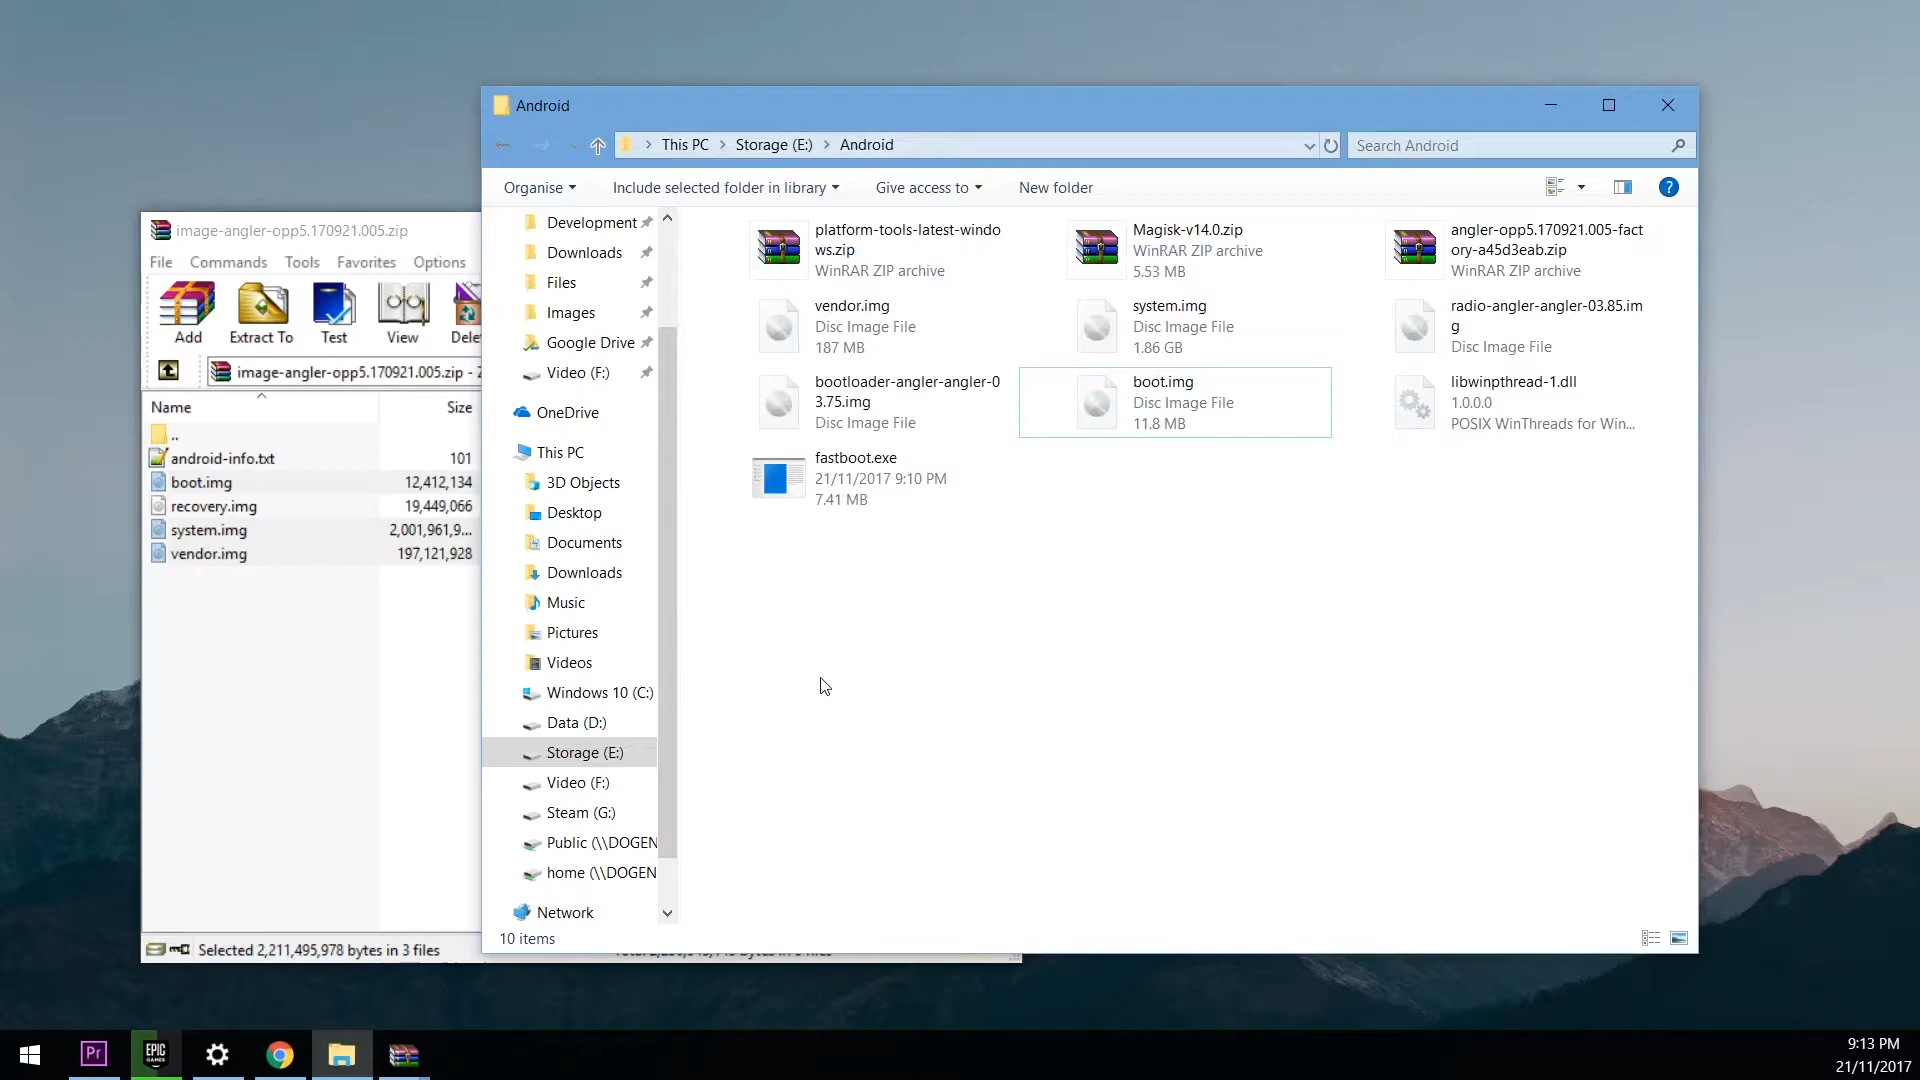 Android
This PC
Storage (E:)
Android
Search Android
Organise
Include selected folder in library
Give access to
New folder
?
image-angler-opp5.170921.005.zip
File
Commands
Tools
Favorites
Options
Add
Extract To
Test
View
Dele
image-angler-opp5.170921.005.zip -
Name
Size
..
android-info.txt
101
boot.img
12,412,134
recovery.img
19,449,066
system.img
2,001,961,9...
vendor.img
197,121,928
Selected 2,211,495,978 bytes in 3 files
Development
Downloads
Files
Images
Google Drive
Video (F:)
OneDrive
This PC
3D Objects
Desktop
Documents
Downloads
Music
Pictures
Videos
Windows 10 (C:)
Data (D:)
Storage (E:)
Video (F:)
Steam (G:)
Public (\\DOGEN
home (\\DOGEN
Network
platform-tools-latest-windo
ws.zip
WinRAR ZIP archive
Magisk-v14.0.zip
WinRAR ZIP archive
5.53 MB
angler-opp5.170921.005-fact
ory-a45d3eab.zip
WinRAR ZIP archive
vendor.img
Disc Image File
187 MB
system.img
Disc Image File
1.86 GB
radio-angler-angler-03.85.im
g
Disc Image File
bootloader-angler-angler-0
3.75.img
Disc Image File
boot.img
Disc Image File
11.8 MB
libwinpthread-1.dll
1.0.0.0
POSIX WinThreads for Win...
fastboot.exe
21/11/2017 9:10 PM
7.41 MB
10 items
Pr
EPIC
GAMES
9:13 PM
21/11/2017